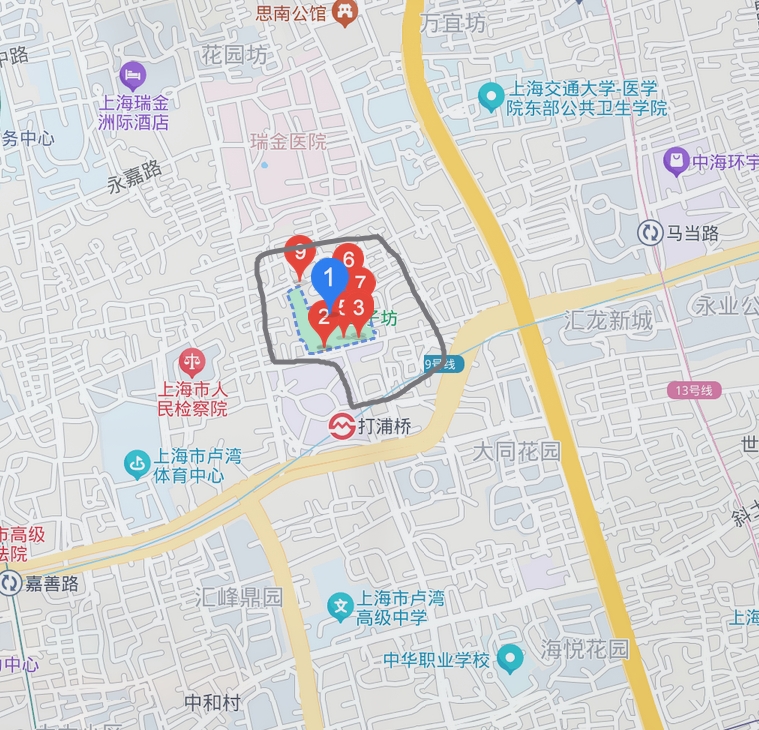 思南公馆
万宜坊
花园坊
上海瑞金
洲际酒店
上海交通大学-医学
院东部公共卫生学院
务中心
瑞金医院
中海环宇
永嘉路
马当路
9
6
1
7
2
3
坊
永业公
汇龙新城
9号线
上海市人
民检察院
13号线
打浦桥
大同花园
世
上海市卢湾
体育中心
斜土
市高级
法院
嘉善路
汇峰鼎园
上海市卢湾
高级中学
上海
海悦花园
中华职业学校
中心
中和村